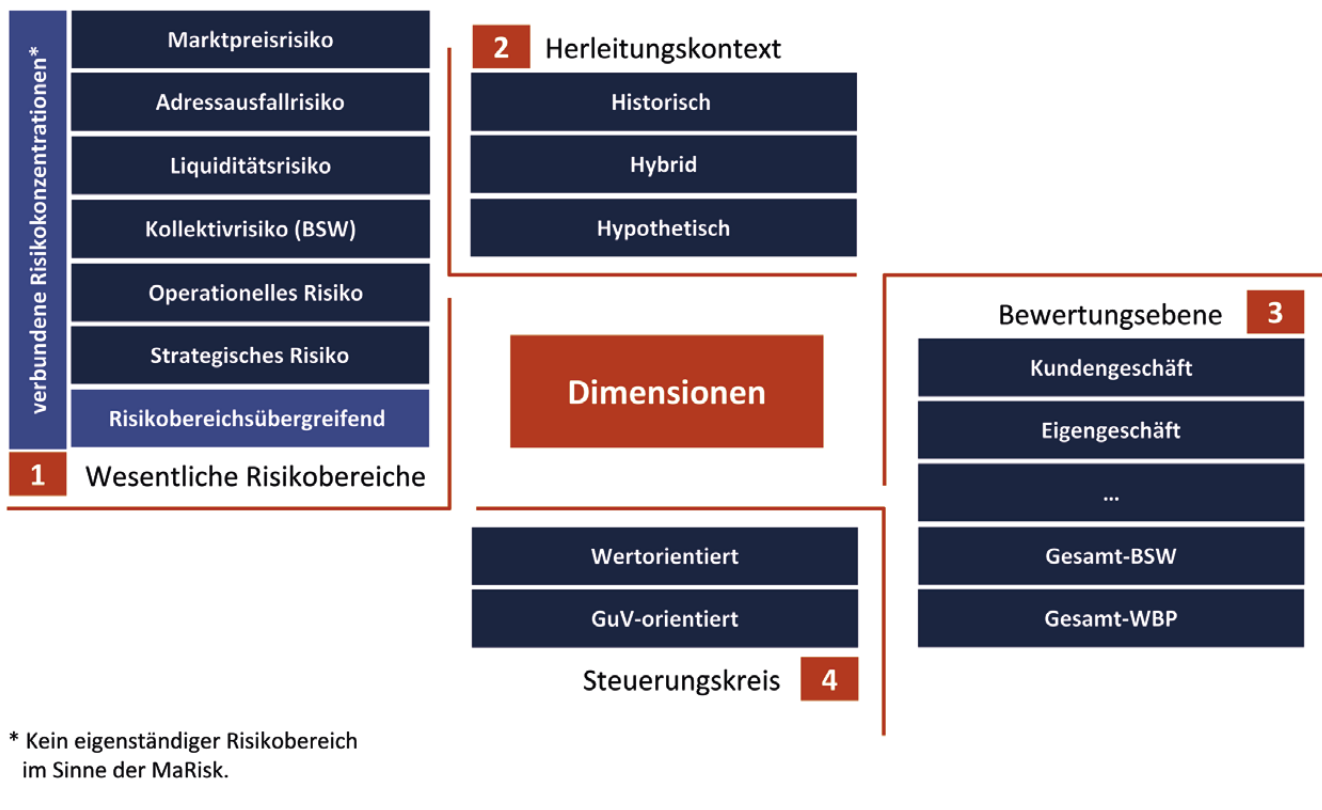 verbundene Risikokonzentrationen*
Marktpreisrisiko
Adressausfallrisiko
Liquiditätsrisiko
Kollektivrisiko (BSW)
Operationelles Risiko
Strategisches Risiko
Risikobereichsübergreifend
1 Wesentliche Risikobereiche
2 Herleitungskontext
Historisch
Hybrid
Hypothetisch
Dimensionen
Bewertungsebene 3
Kundengeschäft
Eigengeschäft
...
Gesamt-BSW
Gesamt-WBP
Wertorientiert
GuV-orientiert
Steuerungskreis 4
* Kein eigenständiger Risikobereich
im Sinne der MaRisk.